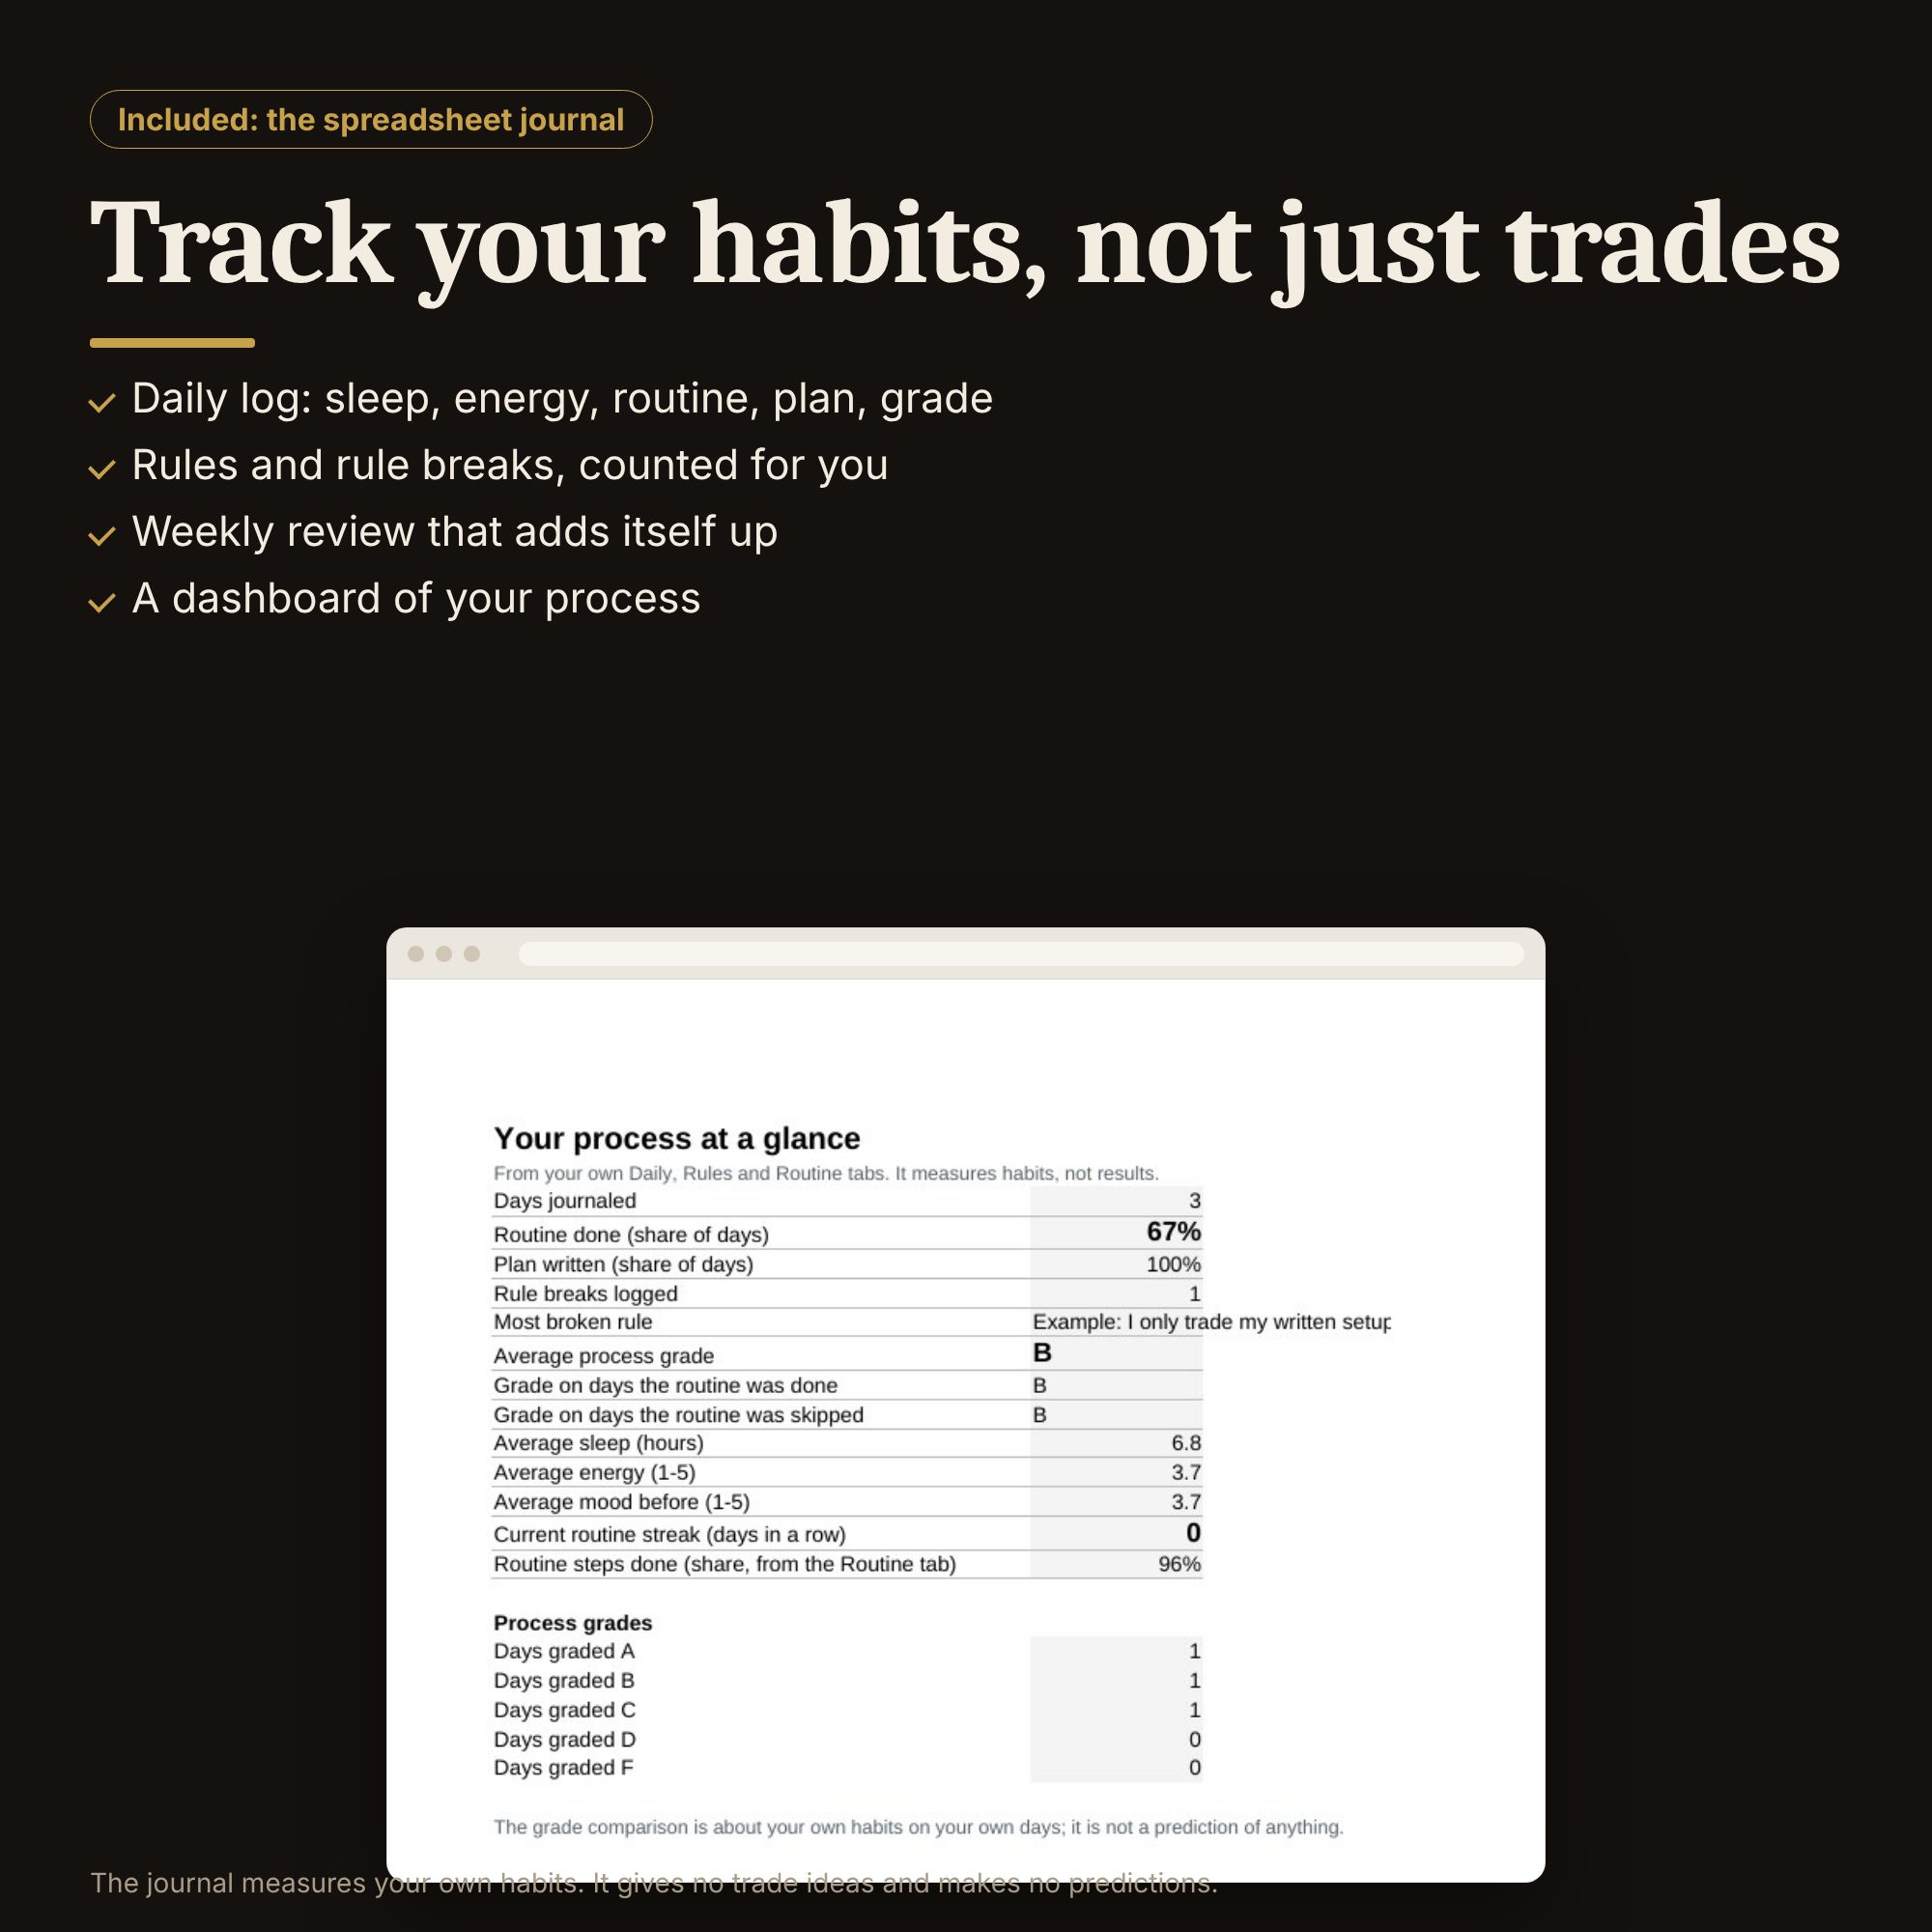 Included: the spreadsheet journal
Track your habits, not just trades
Daily log: sleep, energy, routine, plan, grade
Rules and rule breaks, counted for you
Weekly review that adds itself up
A dashboard of your process
Your process at a glance
From your own Daily, Rules and Routine tabs. It measures habits, not results.
Days journaled 3
Routine done (share of days) 67%
Plan written (share of days) 100%
Rule breaks logged 1
Most broken rule Example: I only trade my written setup
Average process grade B
Grade on days the routine was done B
Grade on days the routine was skipped B
Average sleep (hours) 6.8
Average energy (1-5) 3.7
Average mood before (1-5) 3.7
Current routine streak (days in a row) 0
Routine steps done (share, from the Routine tab) 96%
Process grades
Days graded A 1
Days graded B 1
Days graded C 1
Days graded D 0
Days graded F 0
The grade comparison is about your own habits on your own days; it is not a prediction of anything.
The journal measures your own habits. It gives no trade ideas and makes no predictions.